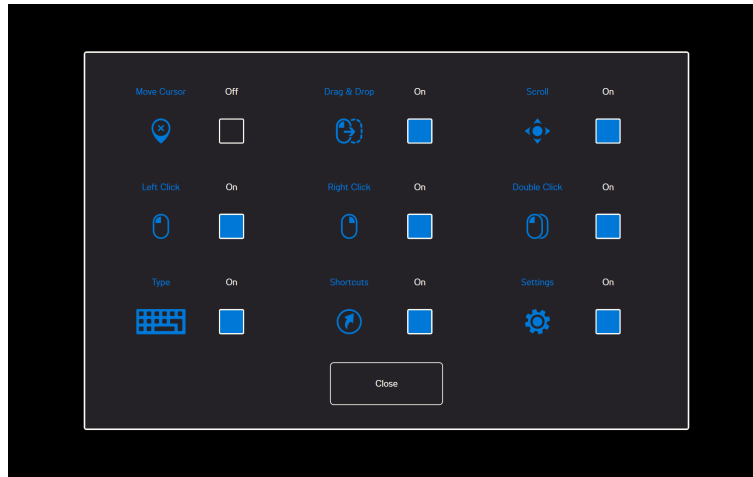 Move Cursor Off Drag & Drop On Scroll On
Left Click On Right Click On Double Click On
Type On Shortcuts On Settings On
Close